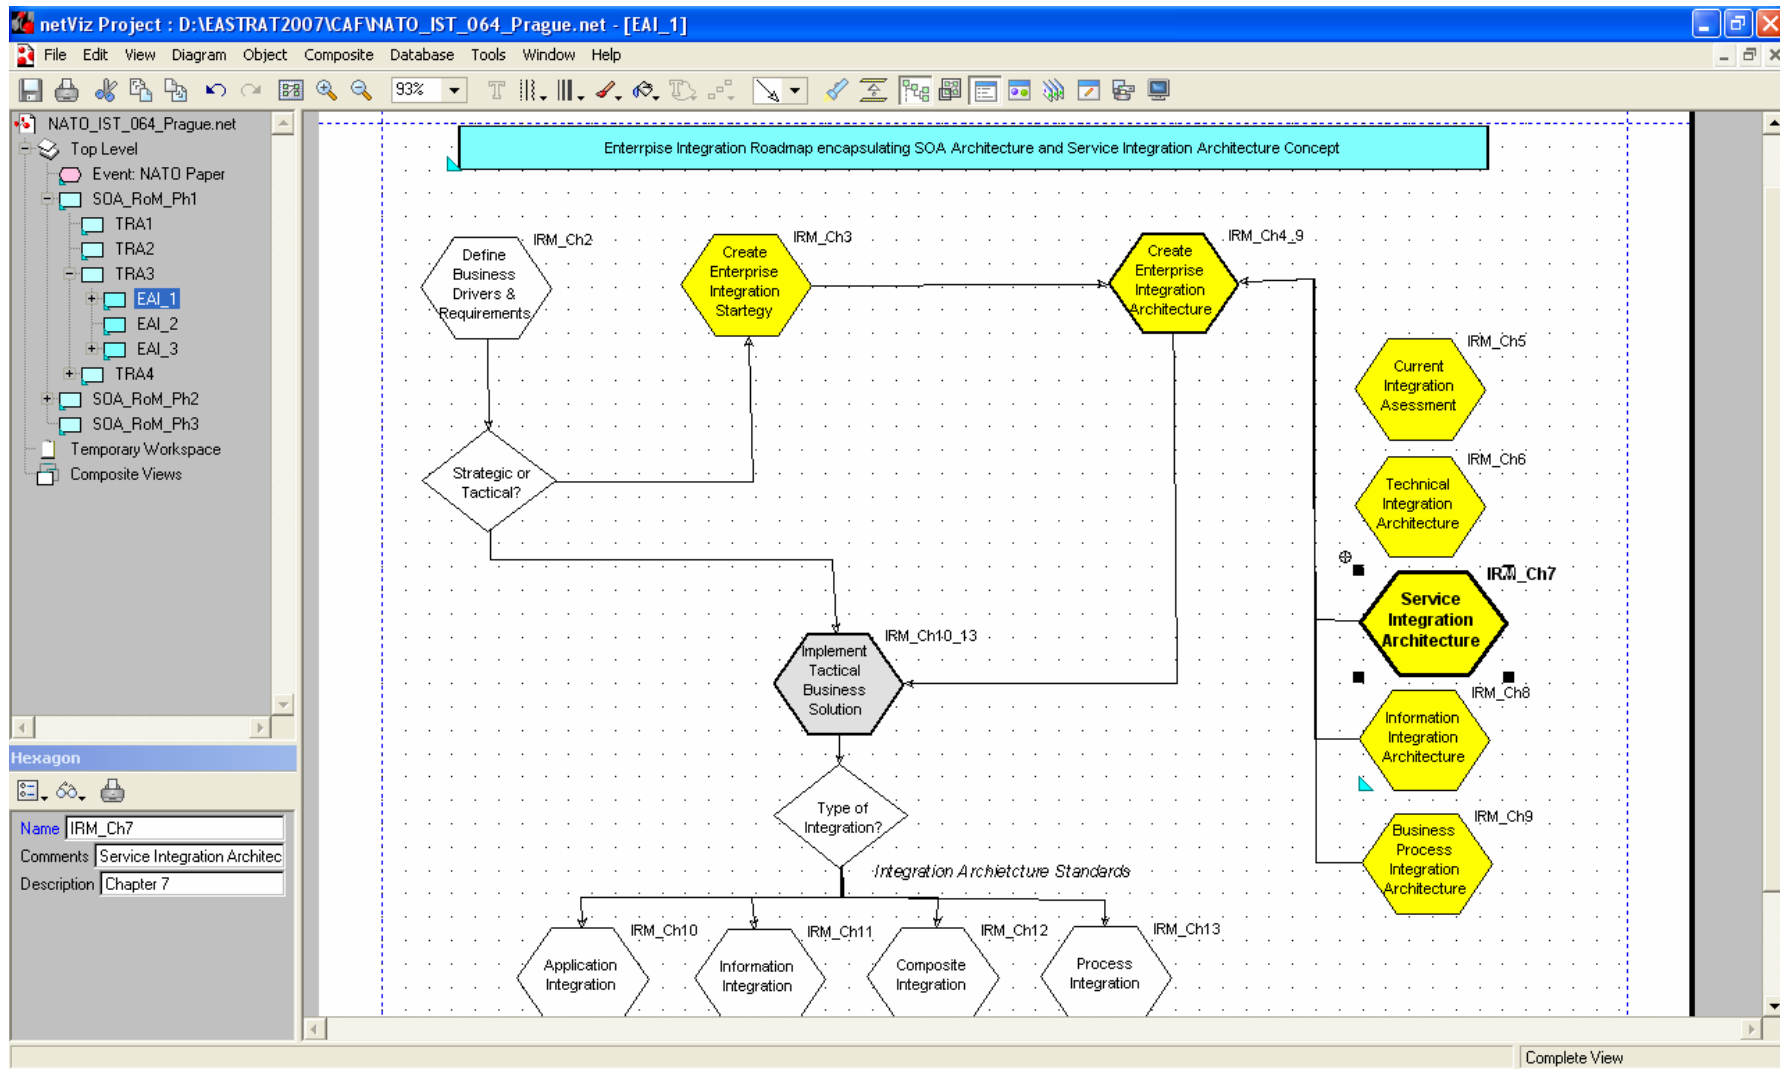 netViz Project : D:\EASTRAT2007\CAF\NATO_IST_064_Prague.net - [EAI_1]
File Edit View Diagram Object Composite Database Tools Window Help
93%
NATO_IST_064_Prague.net
Top Level
Event: NATO Paper
SOA_RoM_Ph1
TRA1
TRA2
TRA3
EAI_1
EAI_2
EAI_3
TRA4
SOA_RoM_Ph2
SOA_RoM_Ph3
Temporary Workspace
Composite Views
Hexagon
Name IRM_Ch7
Comments Service Integration Architec
Description Chapter 7
Enterrpise Integration Roadmap encapsulating SOA Architecture and Service Integration Architecture Concept
IRM_Ch2
Define
Business
Drivers &
Requirements
IRM_Ch3
Create
Enterprise
Integration
Startegy
IRM_Ch4_9
Create
Enterprise
Integration
Architecture
IRM_Ch5
Current
Integration
Asessment
Strategic or
Tactical?
IRM_Ch6
Technical
Integration
Architecture
IRM_Ch7
Service
Integration
Architecture
IRM_Ch10_13
Implement
Tactical
Business
Solution
IRM_Ch8
Information
Integration
Architecture
Type of
Integration?
IRM_Ch9
Business
Process
Integration
Architecture
Integration Archietcture Standards
IRM_Ch10
Application
Integration
IRM_Ch11
Information
Integration
IRM_Ch12
Composite
Integration
IRM_Ch13
Process
Integration
Complete View